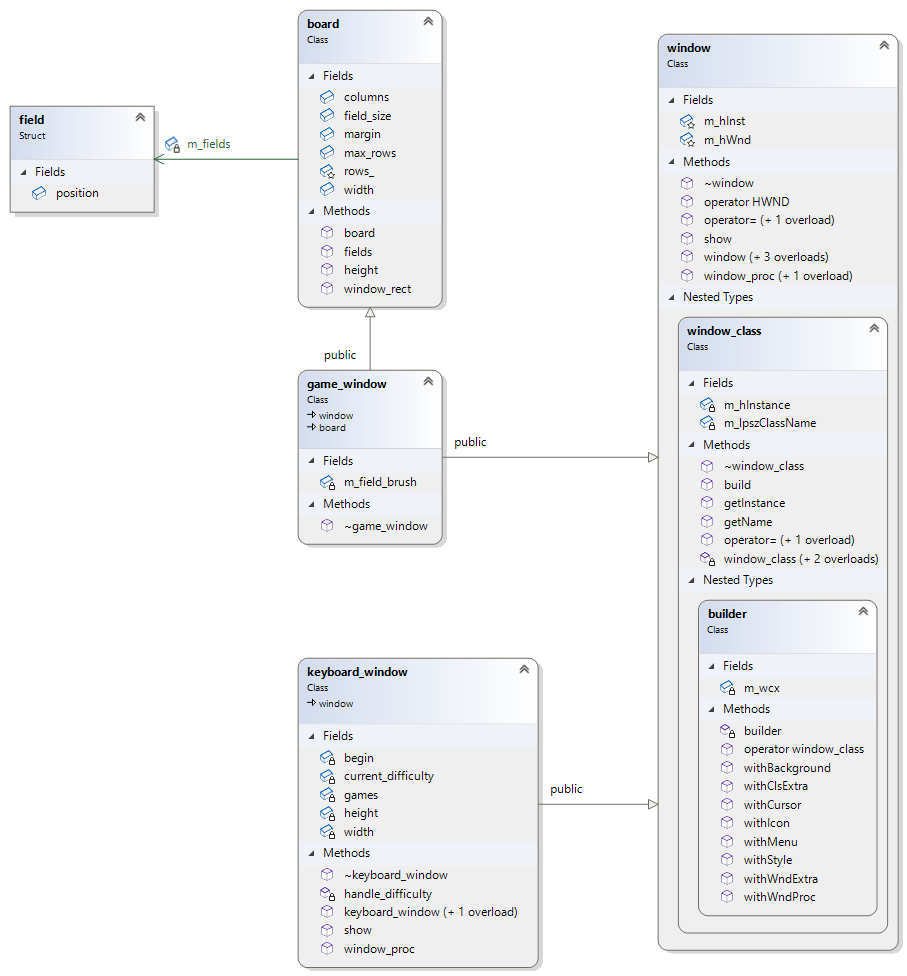 board
Class
Fields
columns
field_size
margin
max_rows
rows_
width
Methods
board
fields
height
window_rect
field
Struct
Fields
position
m_fields
public
game_window
Class
window
board
Fields
m_field_brush
Methods
~game_window
public
keyboard_window
Class
window
Fields
begin
current_difficulty
games
height
width
Methods
~keyboard_window
handle_difficulty
keyboard_window (+ 1 overload)
show
window_proc
public
window
Class
Fields
m_hInst
m_hWnd
Methods
~window
operator HWND
operator= (+ 1 overload)
show
window (+ 3 overloads)
window_proc (+ 1 overload)
Nested Types
window_class
Class
Fields
m_hInstance
m_lpszClassName
Methods
~window_class
build
getInstance
getName
operator= (+ 1 overload)
window_class (+ 2 overloads)
Nested Types
builder
Class
Fields
m_wcx
Methods
builder
operator window_class
withBackground
withClsExtra
withCursor
withIcon
withMenu
withStyle
withWndExtra
withWndProc